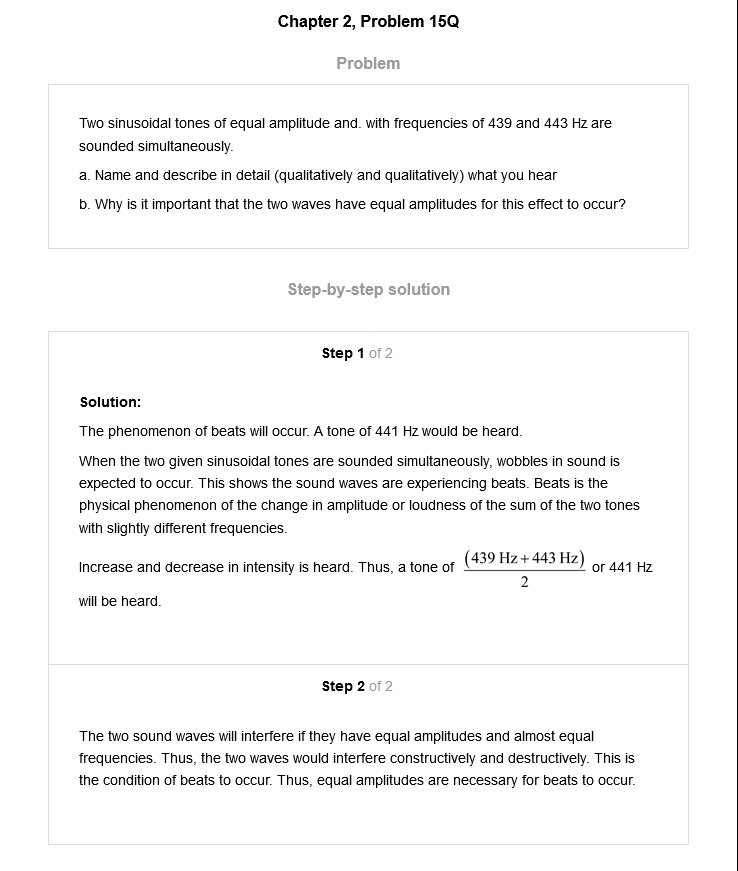 Chapter 2, Problem 15Q
Problem
Two sinusoidal tones of equal amplitude and. with frequencies of 439 and 443 Hz are
sounded simultaneously.
a. Name and describe in detail (qualitatively and qualitatively) what you hear
b. Why is it important that the two waves have equal amplitudes for this effect to occur?
Step-by-step solution
Step 1 of 2
Solution:
The phenomenon of beats will occur. A tone of 441 Hz would be heard.
When the two given sinusoidal tones are sounded simultaneously, wobbles in sound is
expected to occur. This shows the sound waves are experiencing beats. Beats is the
physical phenomenon of the change in amplitude or loudness of the sum of the two tones
with slightly different frequencies.
Increase and decrease in intensity is heard. Thus, a tone of (439 Hz+443 Hz)/2 or 441 Hz
will be heard.
Step 2 of 2
The two sound waves will interfere if they have equal amplitudes and almost equal
frequencies. Thus, the two waves would interfere constructively and destructively. This is
the condition of beats to occur. Thus, equal amplitudes are necessary for beats to occur.